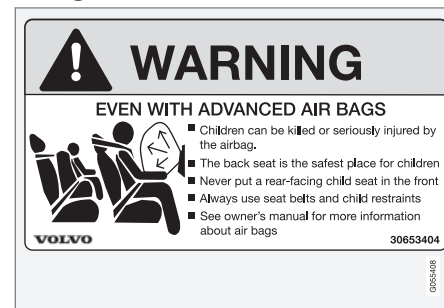 WARNING
EVEN WITH ADVANCED AIR BAGS
■ Children can be killed or seriously injured by
the airbag.
■ The back seat is the safest place for children
■ Never put a rear-facing child seat in the front
■ Always use seat belts and child restraints
■ See owner's manual for more information
about air bags
VOLVO
30653404
G055408